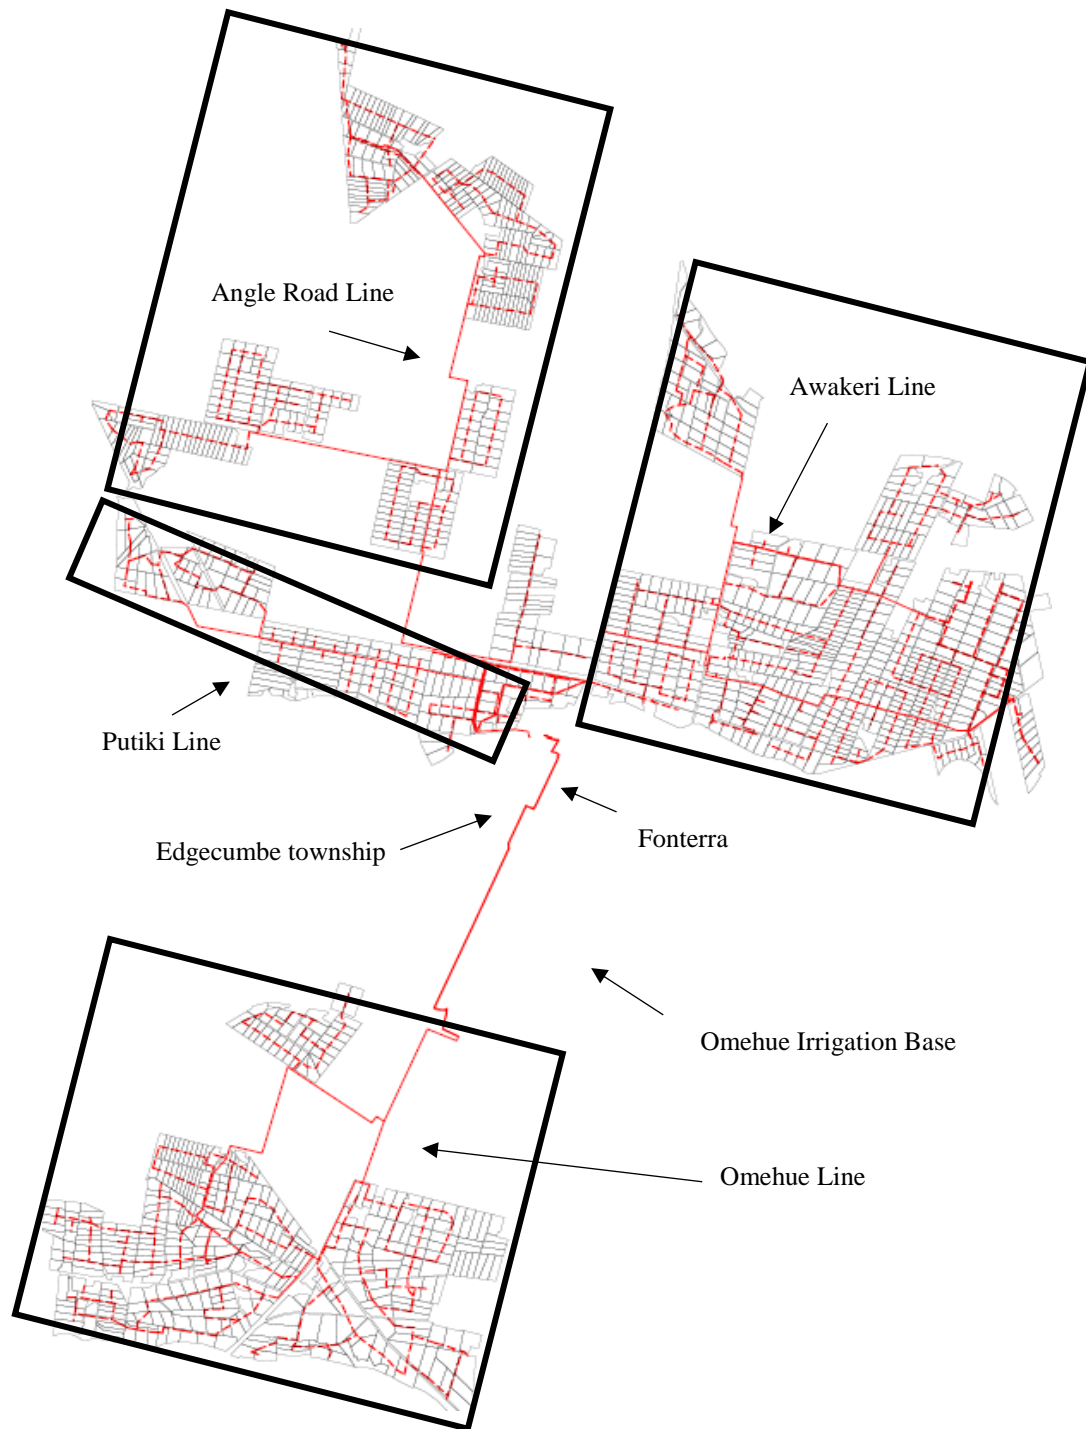 Angle Road Line
Awakeri Line
Putiki Line
Edgecumbe township
Fonterra
Omehue Irrigation Base
Omehue Line